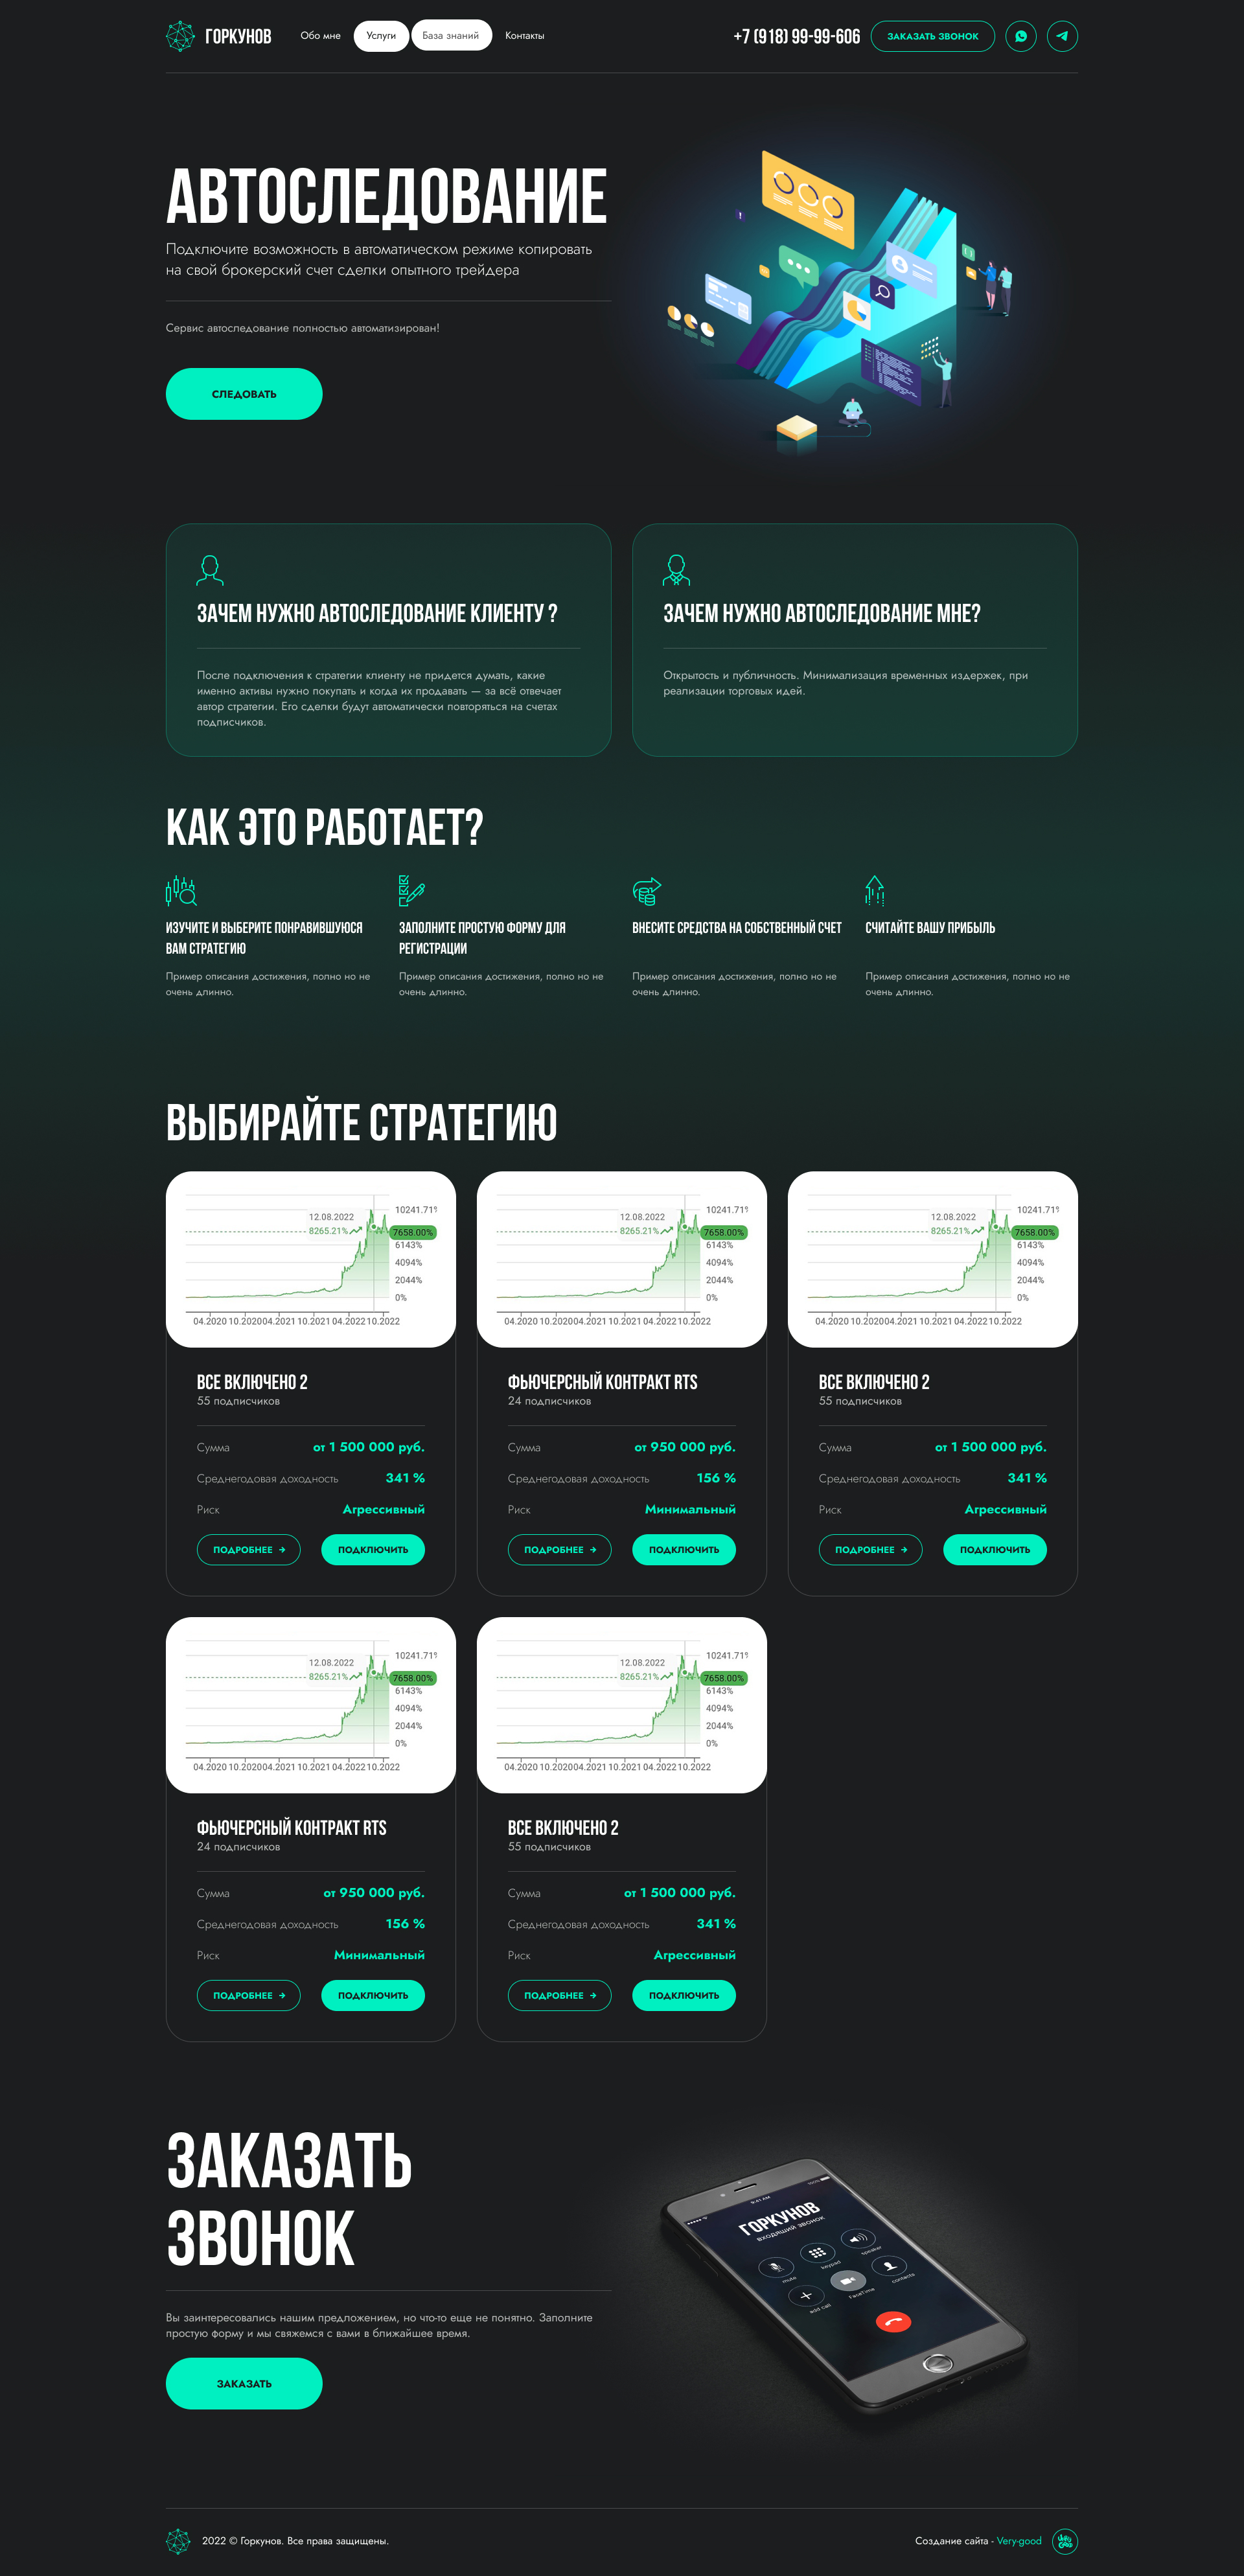 ГОРКУНОВ
Обо мне
Услуги
База знаний
Контакты
+7 (918) 99-99-606
ЗАКАЗАТЬ ЗВОНОК
АВТОСЛЕДОВАНИЕ
Подключите возможность в автоматическом режиме копировать
на свой брокерский счет сделки опытного трейдера
Сервис автоследование полностью автоматизирован!
СЛЕДОВАТЬ
ЗАЧЕМ НУЖНО АВТОСЛЕДОВАНИЕ КЛИЕНТУ ?
После подключения к стратегии клиенту не придется думать, какие
именно активы нужно покупать и когда их продавать — за всё отвечает
автор стратегии. Его сделки будут автоматически повторяться на счетах
подписчиков.
ЗАЧЕМ НУЖНО АВТОСЛЕДОВАНИЕ МНЕ?
Открытость и публичность. Минимализация временных издержек, при
реализации торговых идей.
КАК ЭТО РАБОТАЕТ?
ИЗУЧИТЕ И ВЫБЕРИТЕ ПОНРАВИВШУЮСЯ
ВАМ СТРАТЕГИЮ
Пример описания достижения, полно но не
очень длинно.
ЗАПОЛНИТЕ ПРОСТУЮ ФОРМУ ДЛЯ
РЕГИСТРАЦИИ
Пример описания достижения, полно но не
очень длинно.
ВНЕСИТЕ СРЕДСТВА НА СОБСТВЕННЫЙ СЧЕТ
Пример описания достижения, полно но не
очень длинно.
СЧИТАЙТЕ ВАШУ ПРИБЫЛЬ
Пример описания достижения, полно но не
очень длинно.
ВЫБИРАЙТЕ СТРАТЕГИЮ
12.08.2022
8265.21%
10241.71%
7658.00%
6143%
4094%
2044%
0%
04.2020 10.2020 04.2021 10.2021 04.2022 10.2022
ВСЕ ВКЛЮЧЕНО 2
55 подписчиков
Сумма от 1 500 000 руб.
Среднегодовая доходность 341 %
Риск Агрессивный
ПОДРОБНЕЕ →
ПОДКЛЮЧИТЬ
12.08.2022
8265.21%
10241.71%
7658.00%
6143%
4094%
2044%
0%
04.2020 10.2020 04.2021 10.2021 04.2022 10.2022
ФЬЮЧЕРСНЫЙ КОНТРАКТ RTS
24 подписчиков
Сумма от 950 000 руб.
Среднегодовая доходность 156 %
Риск Минимальный
ПОДРОБНЕЕ →
ПОДКЛЮЧИТЬ
12.08.2022
8265.21%
10241.71%
7658.00%
6143%
4094%
2044%
0%
04.2020 10.2020 04.2021 10.2021 04.2022 10.2022
ВСЕ ВКЛЮЧЕНО 2
55 подписчиков
Сумма от 1 500 000 руб.
Среднегодовая доходность 341 %
Риск Агрессивный
ПОДРОБНЕЕ →
ПОДКЛЮЧИТЬ
12.08.2022
8265.21%
10241.71%
7658.00%
6143%
4094%
2044%
0%
04.2020 10.2020 04.2021 10.2021 04.2022 10.2022
ФЬЮЧЕРСНЫЙ КОНТРАКТ RTS
24 подписчиков
Сумма от 950 000 руб.
Среднегодовая доходность 156 %
Риск Минимальный
ПОДРОБНЕЕ →
ПОДКЛЮЧИТЬ
12.08.2022
8265.21%
10241.71%
7658.00%
6143%
4094%
2044%
0%
04.2020 10.2020 04.2021 10.2021 04.2022 10.2022
ВСЕ ВКЛЮЧЕНО 2
55 подписчиков
Сумма от 1 500 000 руб.
Среднегодовая доходность 341 %
Риск Агрессивный
ПОДРОБНЕЕ →
ПОДКЛЮЧИТЬ
ЗАКАЗАТЬ
ЗВОНОК
Вы заинтересовались нашим предложением, но что-то еще не понятно. Заполните
простую форму и мы свяжемся с вами в ближайшее время.
ЗАКАЗАТЬ
9:41 AM
100%
ГОРКУНОВ
входящий звонок
mute
keypad
speaker
add call
FaceTime
contacts
2022 © Горкунов. Все права защищены.
Создание сайта - Very-good